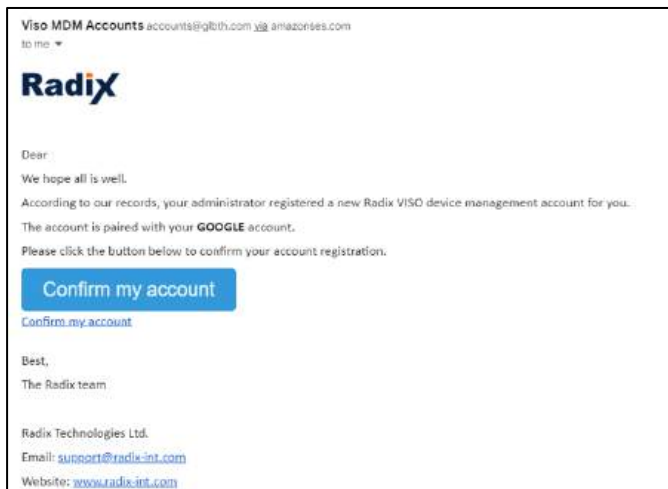 Viso MDM Accounts accounts@glbth.com via amazonses.com
to me
Radix
Dear
We hope all is well.
According to our records, your administrator registered a new Radix VISO device management account for you.
The account is paired with your GOOGLE account.
Please click the button below to confirm your account registration.
Confirm my account
Confirm my account
Best,
The Radix team
Radix Technologies Ltd.
Email: support@radix-int.com
Website: www.radix-int.com